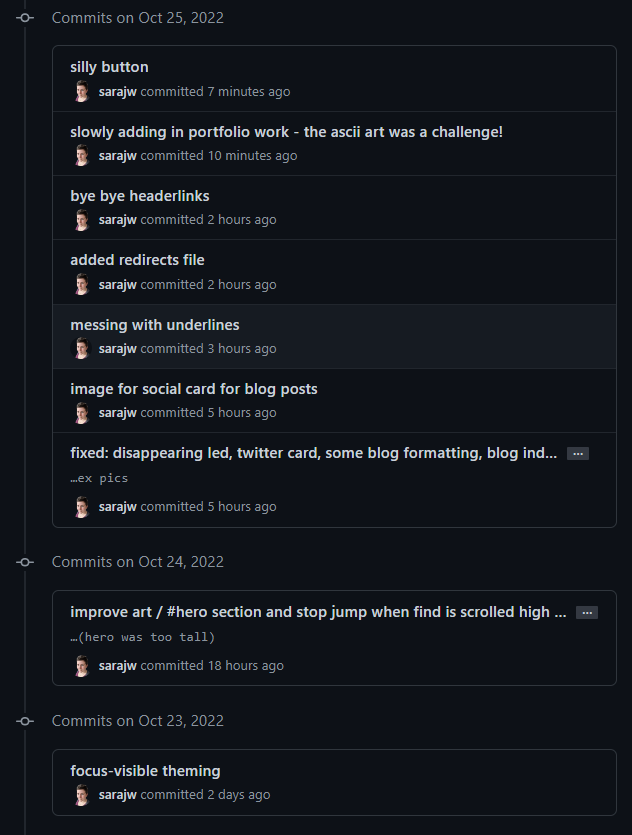 Commits on Oct 25, 2022
silly button
sarajw committed 7 minutes ago
slowly adding in portfolio work - the ascii art was a challenge!
sarajw committed 10 minutes ago
bye bye headerlinks
sarajw committed 2 hours ago
added redirects file
sarajw committed 2 hours ago
messing with underlines
sarajw committed 3 hours ago
image for social card for blog posts
sarajw committed 5 hours ago
fixed: disappearing led, twitter card, some blog formatting, blog ind... …
…ex pics
sarajw committed 5 hours ago
Commits on Oct 24, 2022
improve art / #hero section and stop jump when find is scrolled high ... …
…(hero was too tall)
sarajw committed 18 hours ago
Commits on Oct 23, 2022
focus-visible theming
sarajw committed 2 days ago